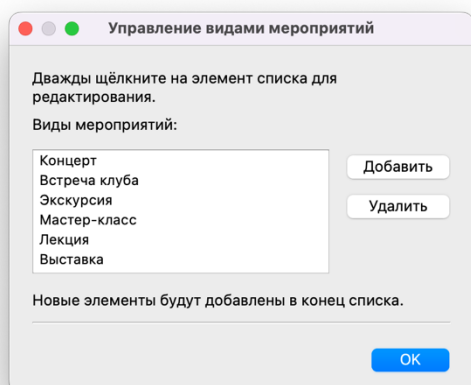 Управление видами мероприятий
Дважды щёлкните на элемент списка для
редактирования.
Виды мероприятий:
Концерт
Встреча клуба
Экскурсия
Мастер-класс
Лекция
Выставка
Добавить
Удалить
Новые элементы будут добавлены в конец списка.
OK